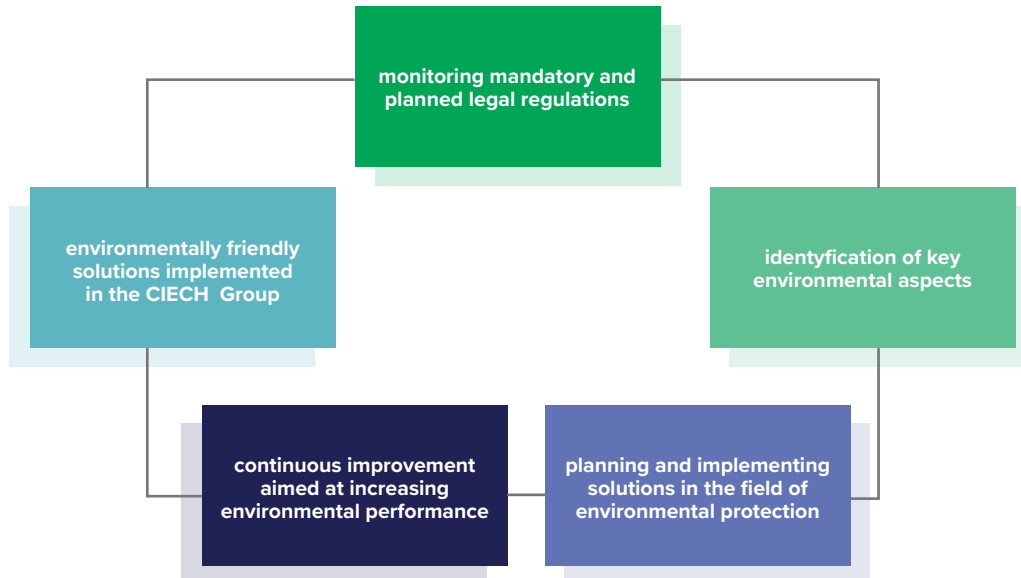 monitoring mandatory and
planned legal regulations
environmentally friendly
solutions implemented
in the CIECH Group
identyfication of key
environmental aspects
continuous improvement
aimed at increasing
environmental performance
planning and implementing
solutions in the field of
environmental protection